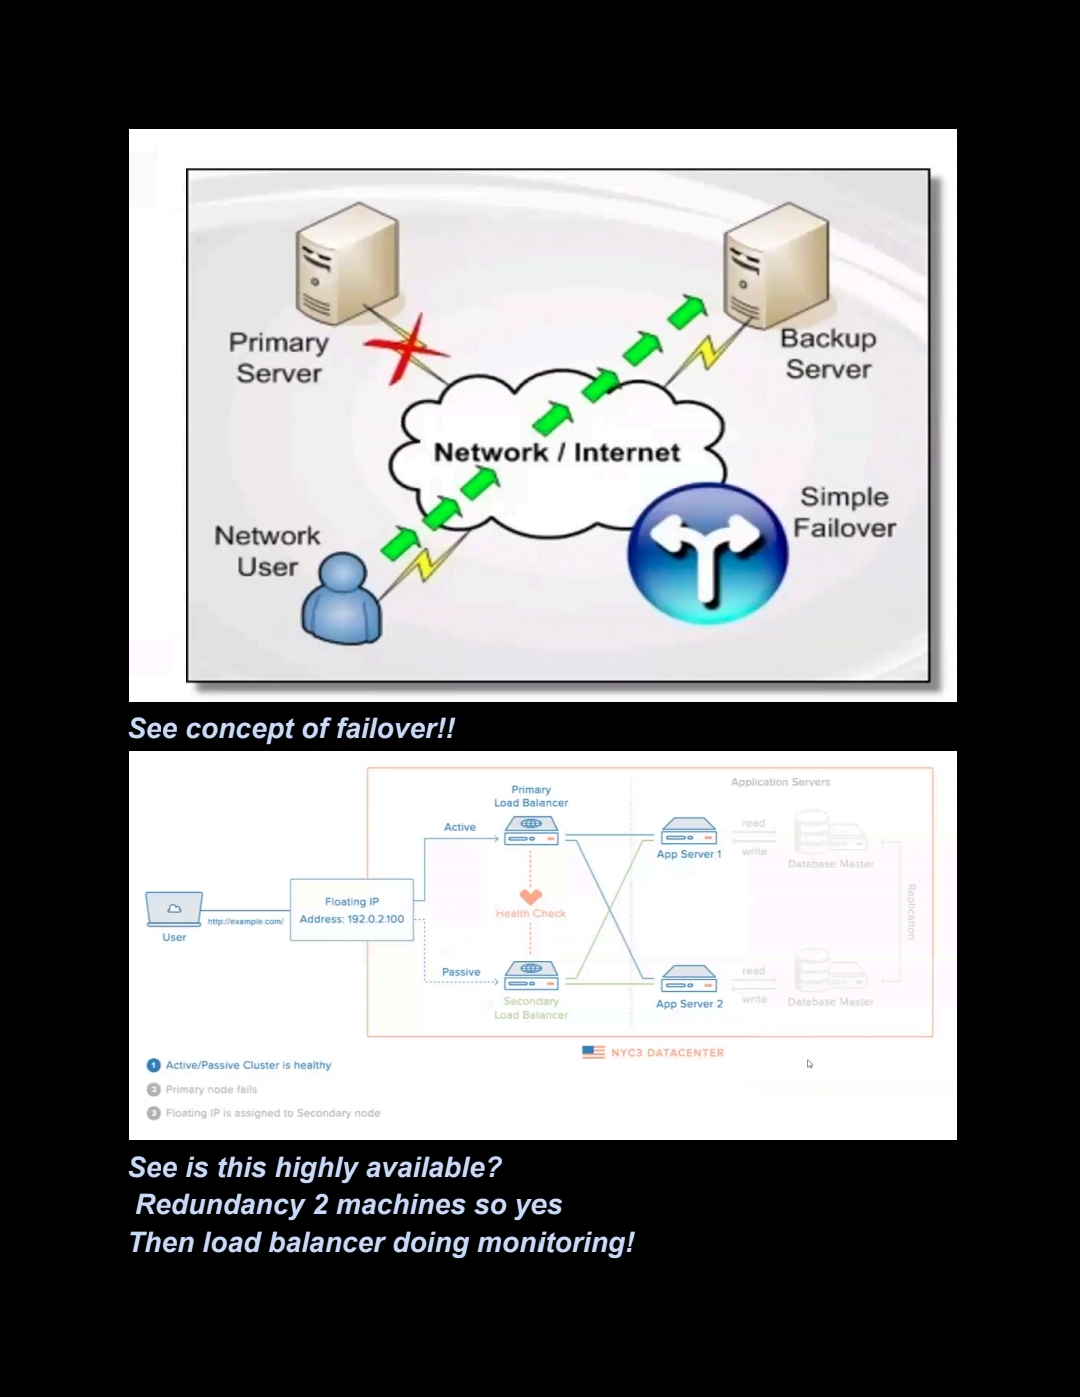 Primary
Server
Backup
Server
Network / Internet
Simple
Failover
Network
User
See concept of failover!!
Application Servers
Primary
Load Balancer
Active
read
write
App Server 1
Database Master
Floating IP
Address: 192.0.2.100
http://example.com/
User
Health Check
Replication
Passive
read
write
App Server 2
Database Master
Secondary
Load Balancer
NYC3 DATACENTER
1 Active/Passive Cluster is healthy
2 Primary node fails
3 Floating IP is assigned to Secondary node
See is this highly available?
Redundancy 2 machines so yes
Then load balancer doing monitoring!